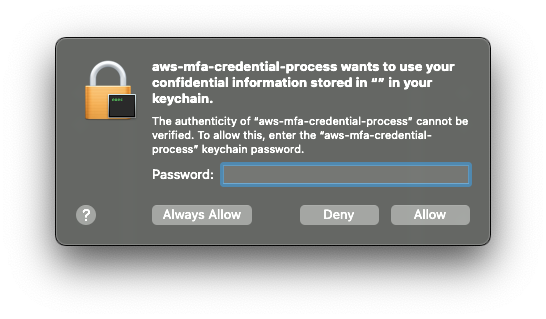 aws-mfa-credential-process wants to use your
confidential information stored in “” in your
keychain.
The authenticity of “aws-mfa-credential-process” cannot be
verified. To allow this, enter the “aws-mfa-credential-
process” keychain password.
Password:
?
Always Allow
Deny
Allow